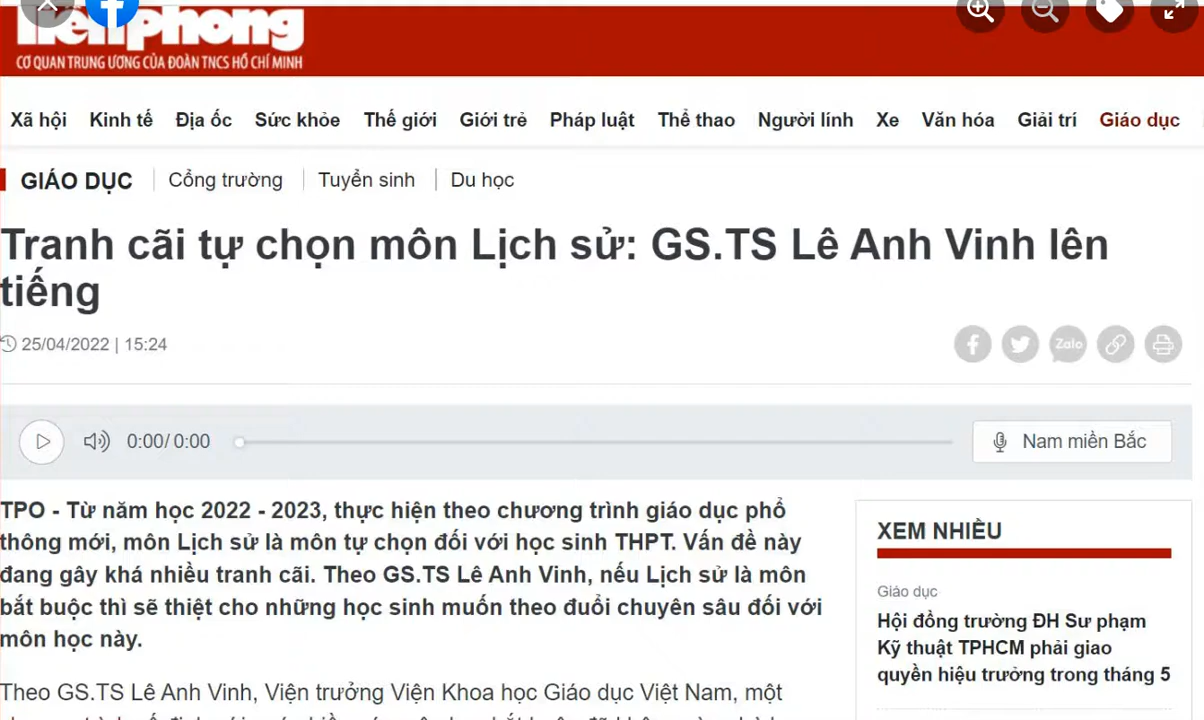 Tiền phong
CƠ QUAN TRUNG ƯƠNG CỦA ĐOÀN TNCS HỒ CHÍ MINH
Xã hội Kinh tế Địa ốc Sức khỏe Thế giới Giới trẻ Pháp luật Thể thao Người lính Xe Văn hóa Giải trí Giáo dục
GIÁO DỤC Cổng trường Tuyển sinh Du học
Tranh cãi tự chọn môn Lịch sử: GS.TS Lê Anh Vinh lên
tiếng
25/04/2022 | 15:24
Zalo
0:00/ 0:00
Nam miền Bắc
TPO - Từ năm học 2022 - 2023, thực hiện theo chương trình giáo dục phổ
thông mới, môn Lịch sử là môn tự chọn đối với học sinh THPT. Vấn đề này
đang gây khá nhiều tranh cãi. Theo GS.TS Lê Anh Vinh, nếu Lịch sử là môn
bắt buộc thì sẽ thiệt cho những học sinh muốn theo đuổi chuyên sâu đối với
môn học này.
Theo GS.TS Lê Anh Vinh, Viện trưởng Viện Khoa học Giáo dục Việt Nam, một
XEM NHIỀU
Giáo dục
Hội đồng trường ĐH Sư phạm
Kỹ thuật TPHCM phải giao
quyền hiệu trưởng trong tháng 5